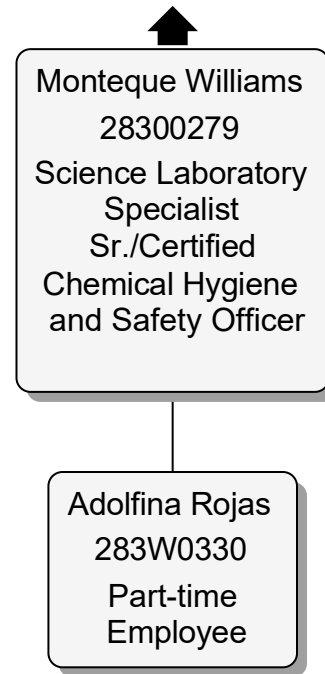 Monteque Williams
28300279
Science Laboratory
Specialist
Sr./Certified
Chemical Hygiene
and Safety Officer
Adolfina Rojas
283W0330
Part-time
Employee